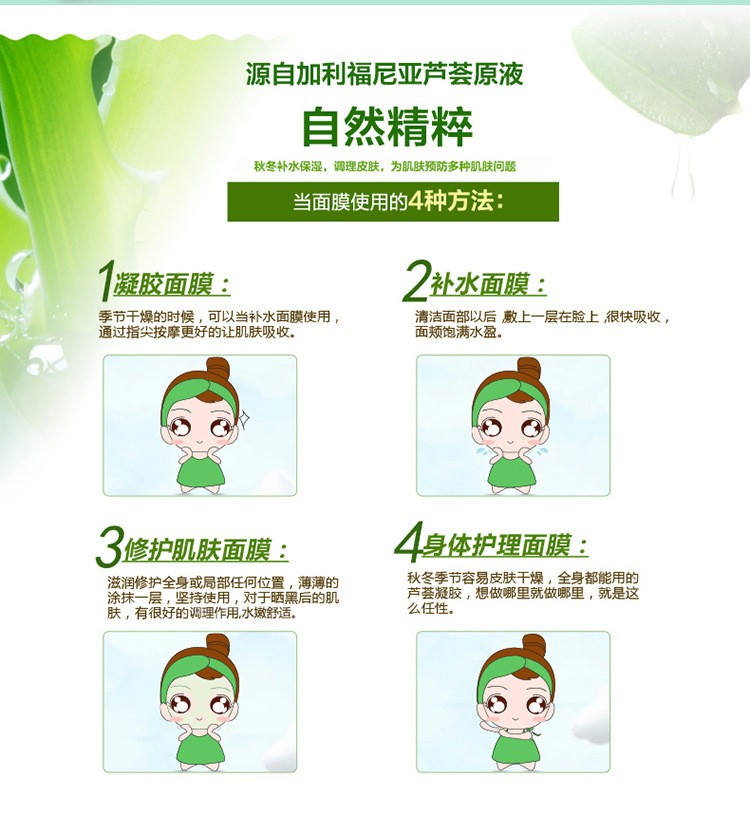 源自加利福尼亚芦荟原液
自然精粹
秋冬补水保湿，调理皮肤，为肌肤预防多种肌肤问题
当面膜使用的4种方法：
1凝胶面膜：
季节干燥的时候，可以当补水面膜使用，
通过指尖按摩更好的让肌肤吸收。
2补水面膜：
清洁面部以后，敷上一层在脸上，很快吸收，
面颊饱满水盈。
3修护肌肤面膜：
滋润修护全身或局部任何位置，薄薄的
涂抹一层，坚持使用，对于晒黑后的肌
肤，有很好的调理作用,水嫩舒适。
4身体护理面膜：
秋冬季节容易皮肤干燥，全身都能用的
芦荟凝胶，想做哪里就做哪里，就是这
么任性。